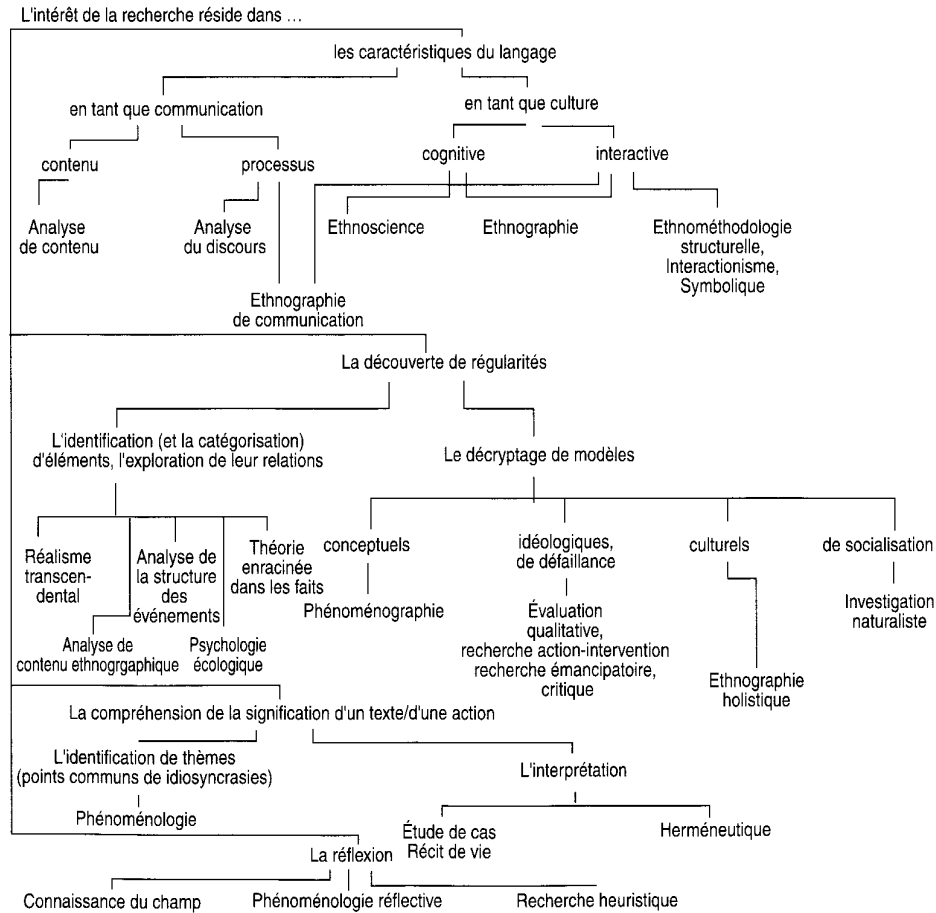 L'intérêt de la recherche réside dans ...
les caractéristiques du langage
en tant que communication
en tant que culture
contenu
processus
cognitive
interactive
Analyse
de contenu
Analyse
du discours
Ethnoscience
Ethnographie
Ethnométhodologie
structurelle,
Interactionisme,
Symbolique
Ethnographie
de communication
La découverte de régularités
L'identification (et la catégorisation)
d'éléments, l'exploration de leur relations
Le décryptage de modèles
Réalisme
transcen-
dental
Analyse de
la structure
des
événements
Théorie
enracinée
dans les faits
Analyse de
contenu ethnogrgaphique
Psychologie
écologique
conceptuels
Phénoménographie
idéologiques,
de défaillance
Évaluation
qualitative,
recherche action-intervention
recherche émancipatoire,
critique
culturels
Ethnographie
holistique
de socialisation
Investigation
naturaliste
La compréhension de la signification d'un texte/d'une action
L'identification de thèmes
(points communs de idiosyncrasies)
Phénoménologie
L'interprétation
Étude de cas
Récit de vie
Herméneutique
La réflexion
Connaissance du champ
Phénoménologie réflective
Recherche heuristique